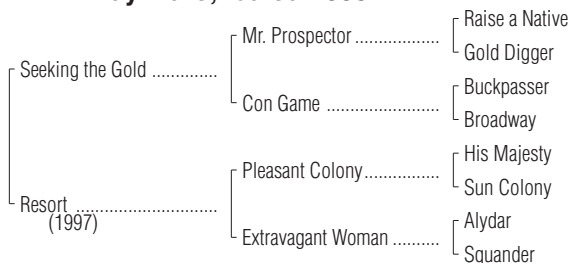 Raise a Native
Mr. Prospector ...................
Gold Digger
Seeking the Gold ..............
Buckpasser
Con Game .........................
Broadway
His Majesty
Pleasant Colony.................
Sun Colony
Resort ..............................
(1997)
Alydar
Extravagant Woman ..........
Squander